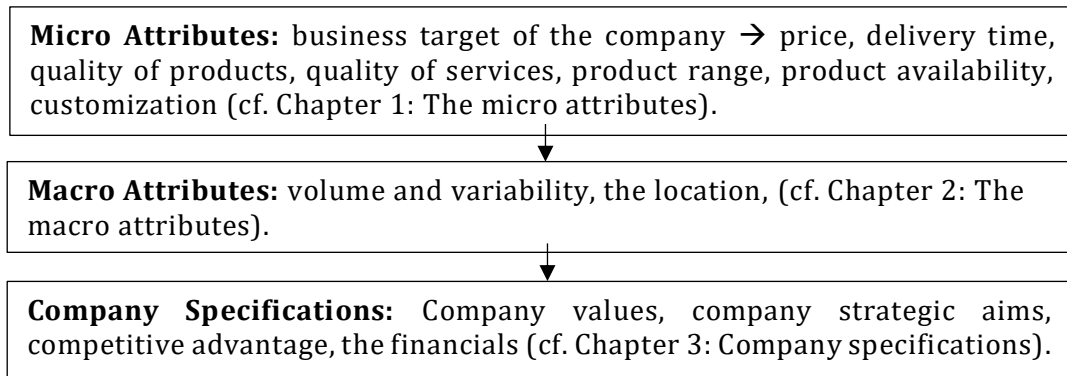 Micro Attributes: business target of the company → price, delivery time,
quality of products, quality of services, product range, product availability,
customization (cf. Chapter 1: The micro attributes).
Macro Attributes: volume and variability, the location, (cf. Chapter 2: The
macro attributes).
Company Specifications: Company values, company strategic aims,
competitive advantage, the financials (cf. Chapter 3: Company specifications).